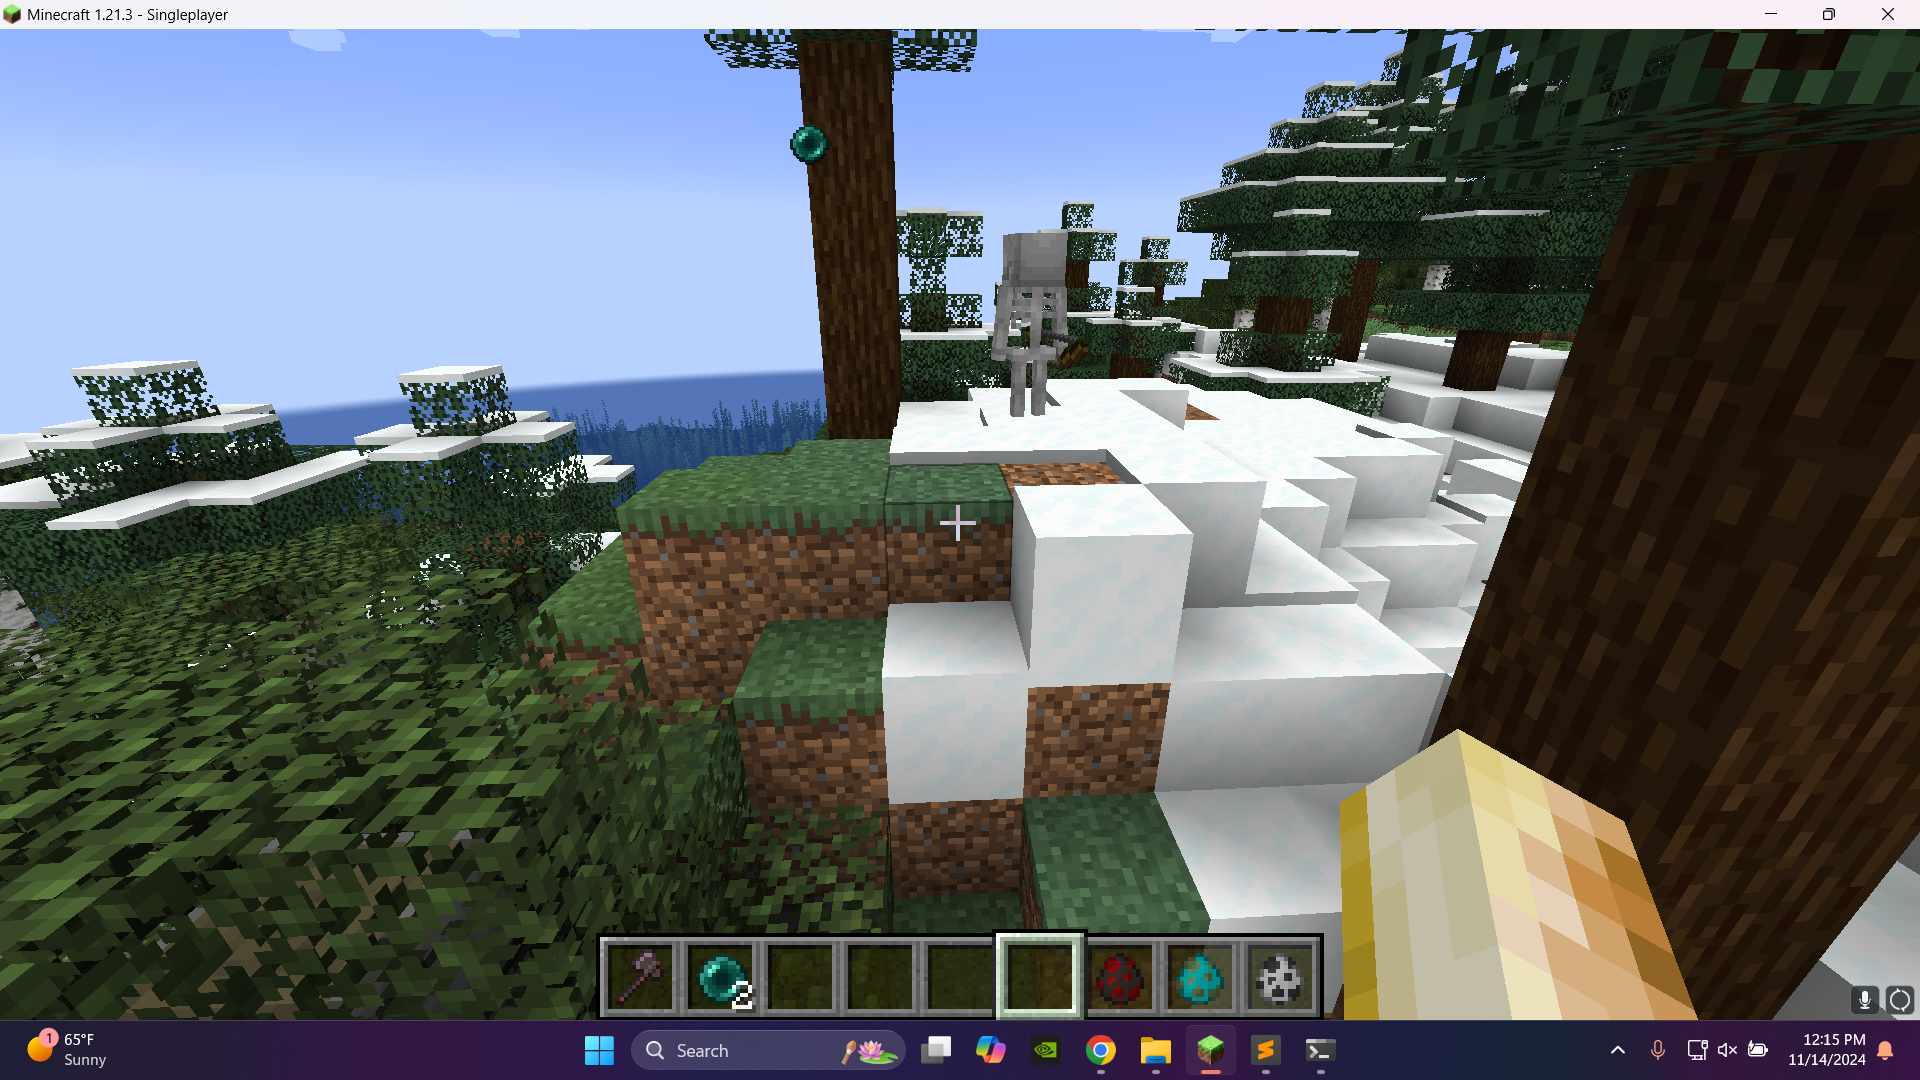 Minecraft 1.21.3 - Singleplayer
2
1
65°F
Sunny
Search
12:15 PM
11/14/2024